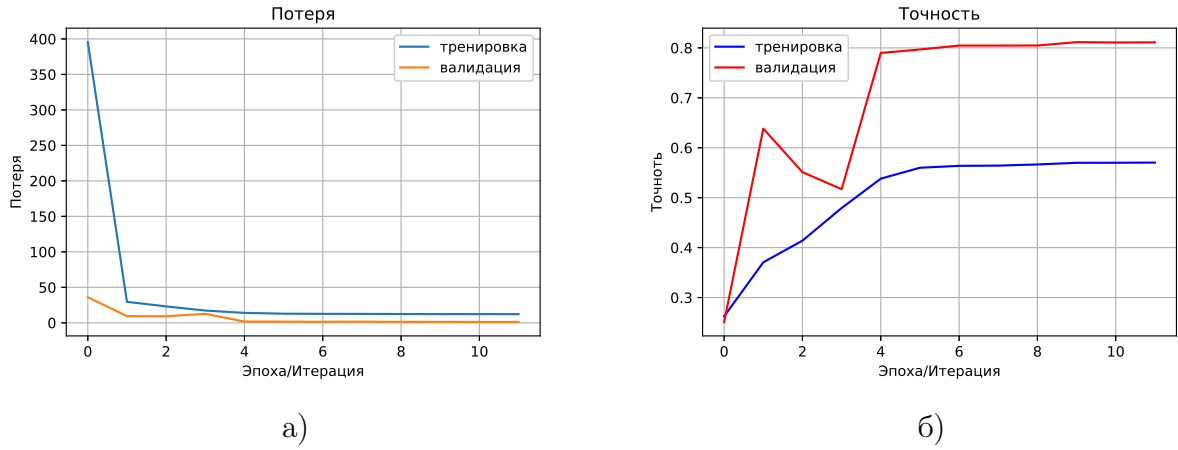 Потеря
400
350
300
250
200
150
100
50
0
Потеря
тренировка
валидация
0 2 4 6 8 10
Эпоха/Итерация
а)
Точность
0.8
0.7
0.6
0.5
0.4
0.3
Точноть
тренировка
валидация
0 2 4 6 8 10
Эпоха/Итерация
б)